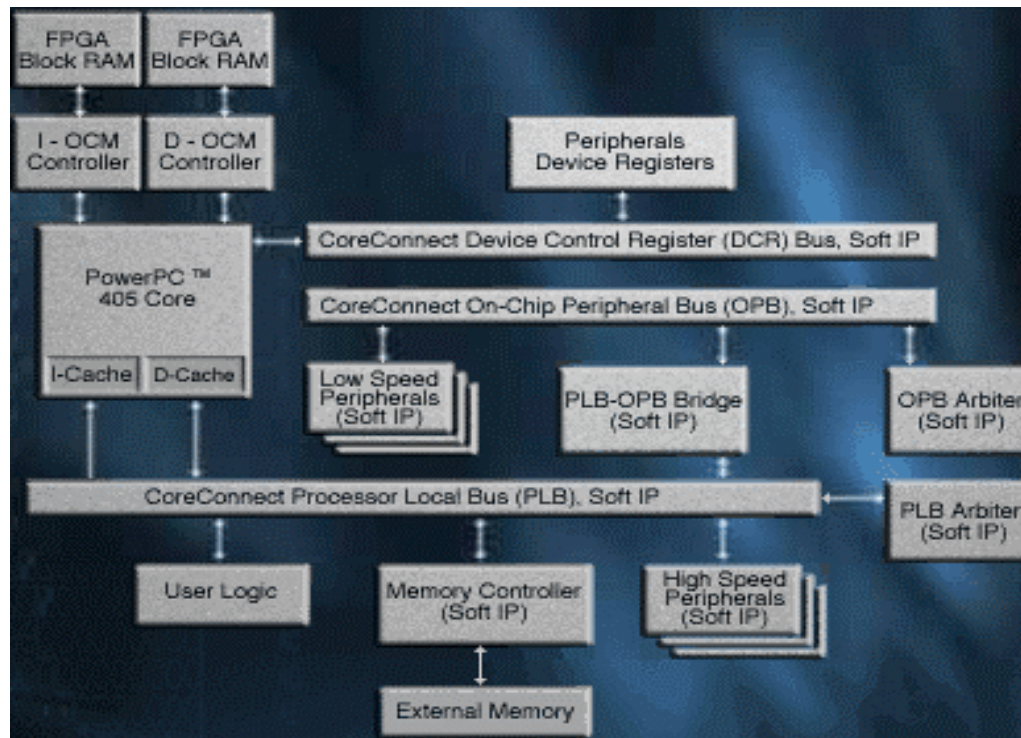 FPGA
Block RAM
FPGA
Block RAM
I - OCM
Controller
D - OCM
Controller
Peripherals
Device Registers
CoreConnect Device Control Register (DCR) Bus, Soft IP
PowerPC ™
405 Core
CoreConnect On-Chip Peripheral Bus (OPB), Soft IP
I-Cache
D-Cache
Low Speed
Peripherals
(Soft IP)
PLB-OPB Bridge
(Soft IP)
OPB Arbiter
(Soft IP)
CoreConnect Processor Local Bus (PLB), Soft IP
PLB Arbiter
(Soft IP)
User Logic
Memory Controller
(Soft IP)
High Speed
Peripherals
(Soft IP)
External Memory